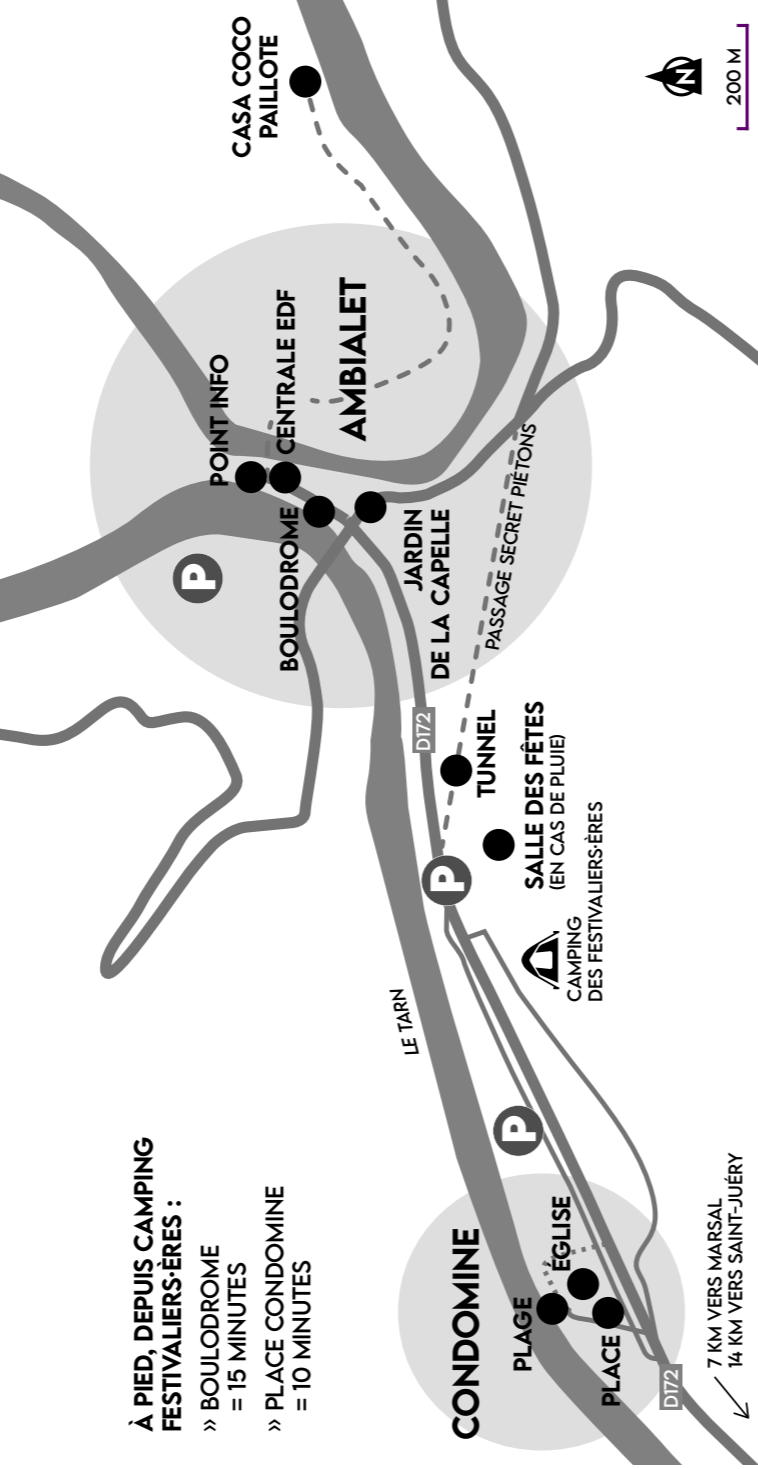 À PIED, DEPUIS CAMPING
FESTIVALIERS·ÈRES :
›› BOULODROME
= 15 MINUTES
›› PLACE CONDOMINE
= 10 MINUTES
CONDOMINE
PLAGE
ÉGLISE
PLACE
D172
7 KM VERS MARSAL
14 KM VERS SAINT-JUÉRY
P
LE TARN
P
CAMPING
DES FESTIVALIERS·ÈRES
SALLE DES FÊTES
(EN CAS DE PLUIE)
TUNNEL
D172
PASSAGE SECRET PIÉTONS
P
BOULODROME
JARDIN
DE LA CAPELLE
POINT INFO
CENTRALE EDF
AMBIALET
CASA COCO
PAILLOTE
N
200 M